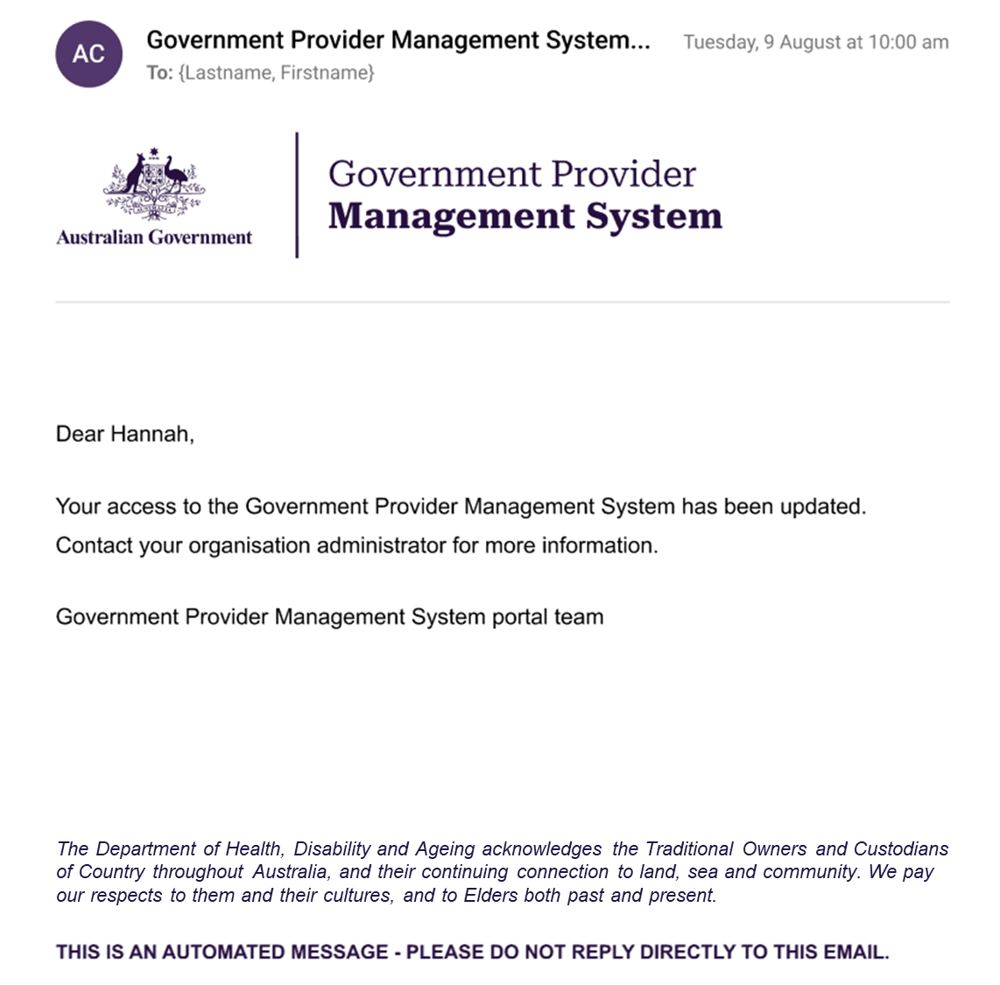 AC
Government Provider Management System...
Tuesday, 9 August at 10:00 am
To: {Lastname, Firstname}
Australian Government
Government Provider
Management System
Dear Hannah,
Your access to the Government Provider Management System has been updated.
Contact your organisation administrator for more information.
Government Provider Management System portal team
The Department of Health, Disability and Ageing acknowledges the Traditional Owners and Custodians
of Country throughout Australia, and their continuing connection to land, sea and community. We pay
our respects to them and their cultures, and to Elders both past and present.
THIS IS AN AUTOMATED MESSAGE - PLEASE DO NOT REPLY DIRECTLY TO THIS EMAIL.